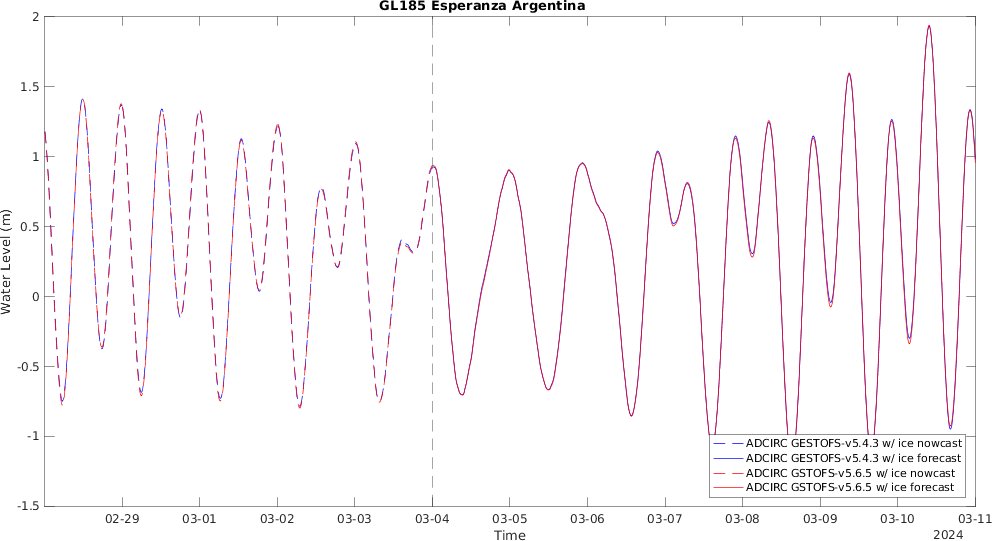 GL185 Esperanza Argentina
2
1.5
1
0.5
0
-0.5
-1
-1.5
Water Level (m)
ADCIRC GESTOFS-v5.4.3 w/ ice nowcast
ADCIRC GESTOFS-v5.4.3 w/ ice forecast
ADCIRC GSTOFS-v5.6.5 w/ ice nowcast
ADCIRC GSTOFS-v5.6.5 w/ ice forecast
02-29 03-01 03-02 03-03 03-04 03-05 03-06 03-07 03-08 03-09 03-10 03-11
Time
2024